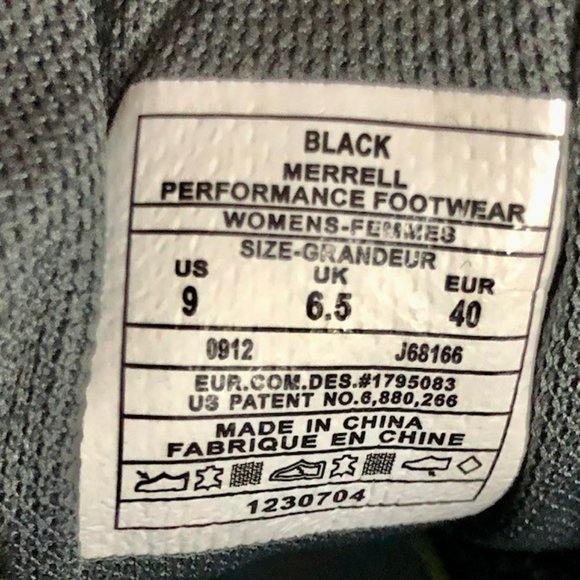 BLACK
MERRELL
PERFORMANCE FOOTWEAR
WOMENS-FEMMES
SIZE-GRANDEUR
US UK EUR
9 6.5 40
0912 J68166
EUR.COM.DES.#1795083
US PATENT NO.6,880,266
MADE IN CHINA
FABRIQUE EN CHINE
1230704